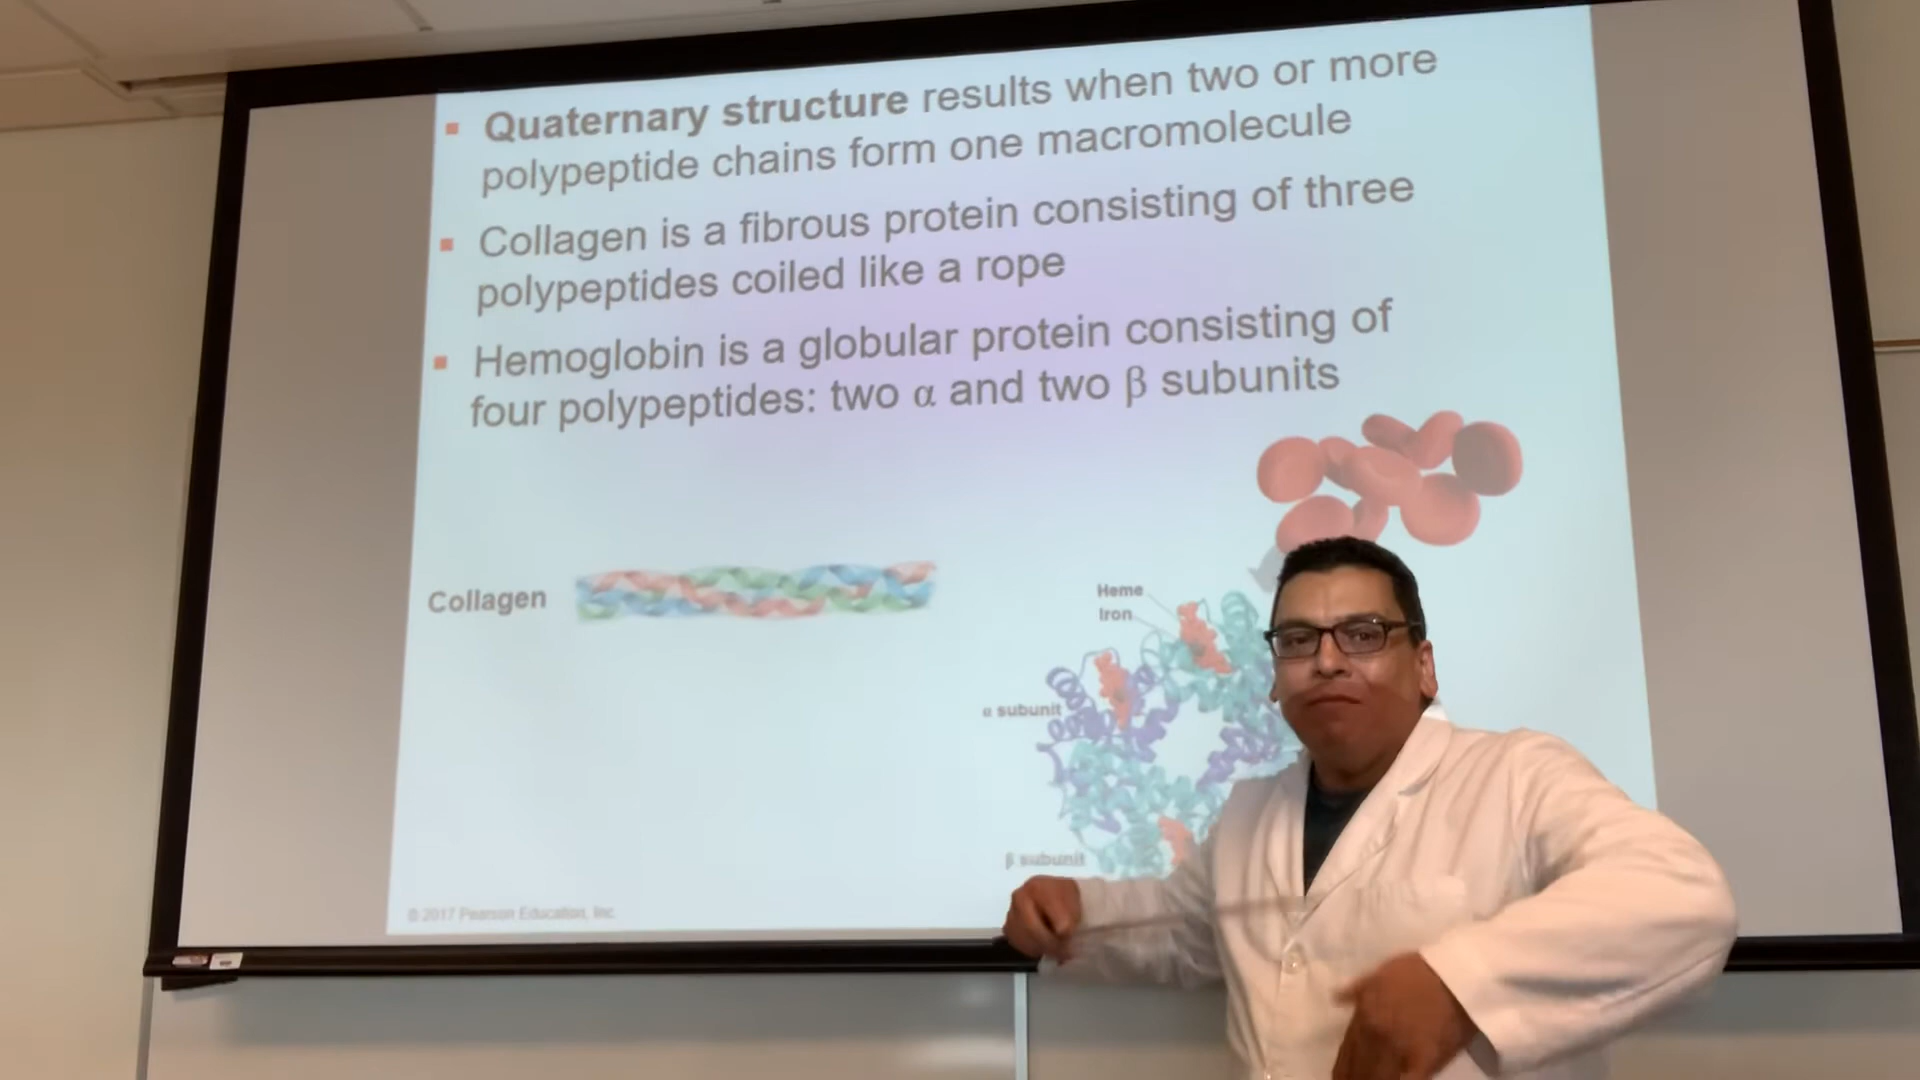 Quaternary structure results when two or more
polypeptide chains form one macromolecule
Collagen is a fibrous protein consisting of three
polypeptides coiled like a rope
Hemoglobin is a globular protein consisting of
four polypeptides: two α and two β subunits
Collagen
Heme
Iron
α subunit
β subunit
© 2017 Pearson Education, Inc.